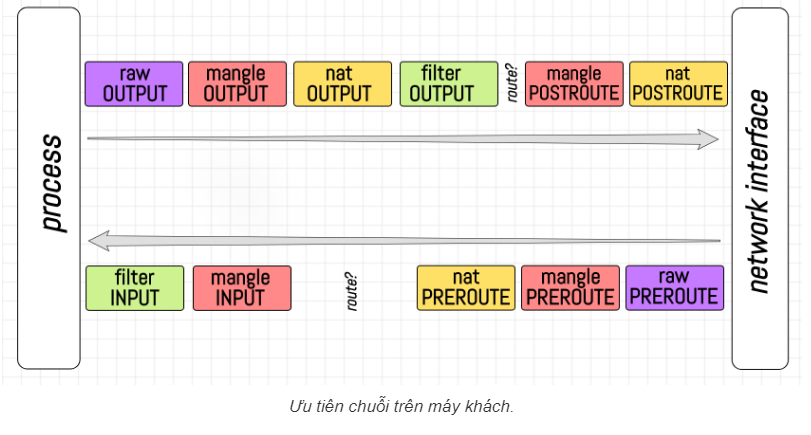 process
raw
OUTPUT
mangle
OUTPUT
nat
OUTPUT
filter
OUTPUT
route?
mangle
POSTROUTE
nat
POSTROUTE
network interface
filter
INPUT
mangle
INPUT
route?
nat
PREROUTE
mangle
PREROUTE
raw
PREROUTE
Ưu tiên chuỗi trên máy khách.